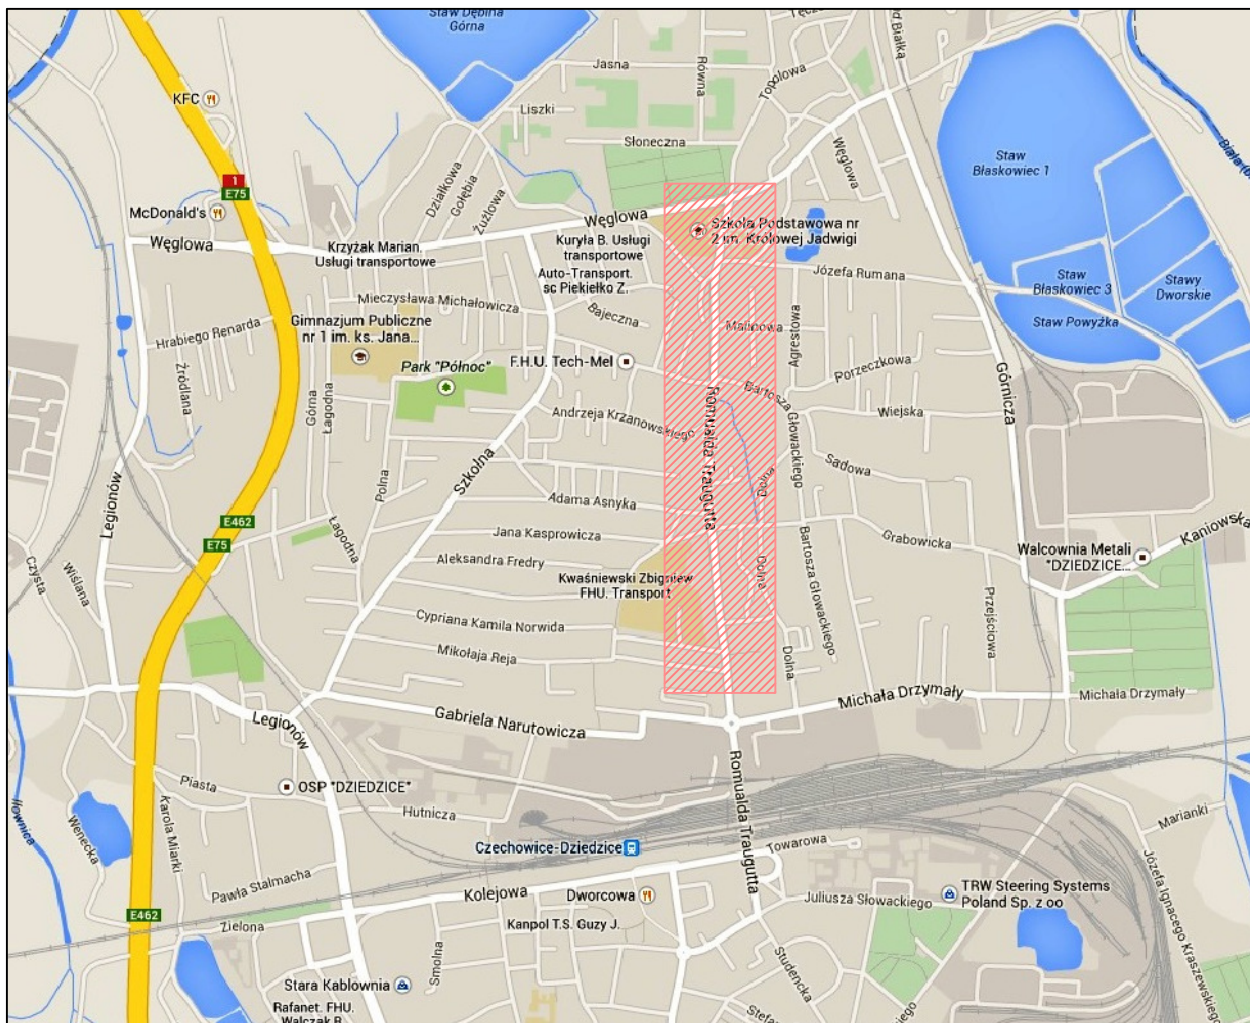 Staw Dębina
Górna
Jasna
Równa
Topolowa
KFC
Liszki
Słoneczna
Węglowa
Staw
Błaskowiec 1
1
E75
Działkowa
Gołębia
Żużlowa
McDonald's
Węglowa
Węglowa
Szkoła Podstawowa nr
2 im. Królowej Jadwigi
Krzyżak Marian.
Usługi transportowe
Kuryła B. Usługi
transportowe
Auto-Transport.
sc Piekiełko Z.
Józefa Rumana
Staw
Błaskowiec 3
Stawy
Dworskie
Staw Powyżka
Mieczysława Michałowicza
Bajeczna
Malinowa
Agrestowa
Hrabiego Renarda
Gimnazjum Publiczne
nr 1 im. ks. Jana...
Park "Północ"
F.H.U. Tech-Mel
Porzeczkowa
Źródlana
Górna
Łagodna
Andrzeja Krzanowskiego
Romualda Traugutta
Bartosza Głowackiego
Wiejska
Górnicza
Sadowa
Szkolna
Polna
Legionów
Adama Asnyka
Dolna
E462
E75
Łagodna
Jana Kasprowicza
Grabowicka
Kaniowska
Aleksandra Fredry
Walcownia Metali
"DZIEDZICE...
Czysta
Wiślana
Kwaśniewski Zbigniew
FHU. Transport
Dolna
Bartosza Głowackiego
Przejściowa
Cypriana Kamila Norwida
Mikołaja Reja
Dolna
Michała Drzymały
Michała Drzymały
Legionów
Gabriela Narutowicza
Romualda Traugutta
Piasta
OSP "DZIEDZICE"
Iłownica
Wenecka
Karola Miarki
Hutnicza
Marianki
Czechowice-Dziedzice
Towarowa
Pawła Stalmacha
Kolejowa
Dworcowa
Juliusza Słowackiego
TRW Steering Systems
Poland Sp. z oo
Józefa Ignacego Kraszewskiego
E462
Zielona
Kanpol T.S. Guzy J.
Smolna
Studencka
Stara Kablownia
Rafanet. FHU.
Walczak R.